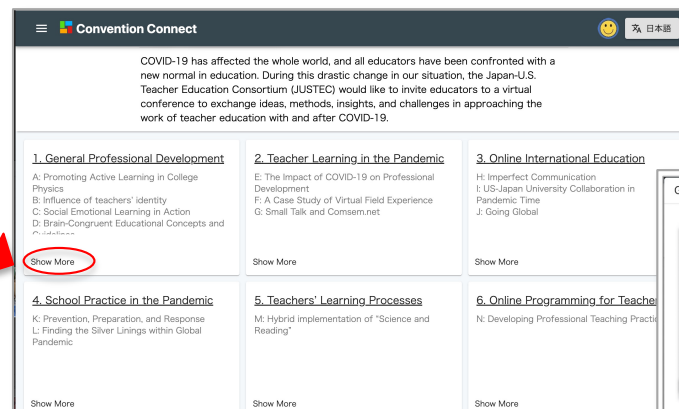 Convention Connect
日本語
COVID-19 has affected the whole world, and all educators have been confronted with a
new normal in education. During this drastic change in our situation, the Japan-U.S.
Teacher Education Consortium (JUSTEC) would like to invite educators to a virtual
conference to exchange ideas, methods, insights, and challenges in approaching the
work of teacher education with and after COVID-19.
1. General Professional Development
A: Promoting Active Learning in College
Physics
B: Influence of teachers' identity
C: Social Emotional Learning in Action
D: Brain-Congruent Educational Concepts and
Show More
2. Teacher Learning in the Pandemic
E: The Impact of COVID-19 on Professional
Development
F: A Case Study of Virtual Field Experience
G: Small Talk and Comsem.net
Show More
3. Online International Education
H: Imperfect Communication
I: US-Japan University Collaboration in
Pandemic Time
J: Going Global
Show More
4. School Practice in the Pandemic
K: Prevention, Preparation, and Response
L: Finding the Silver Linings within Global
Pandemic
Show More
5. Teachers' Learning Processes
M: Hybrid implementation of "Science and
Reading"
Show More
6. Online Programming for Teache
N: Developing Professional Teaching Practi
Show More